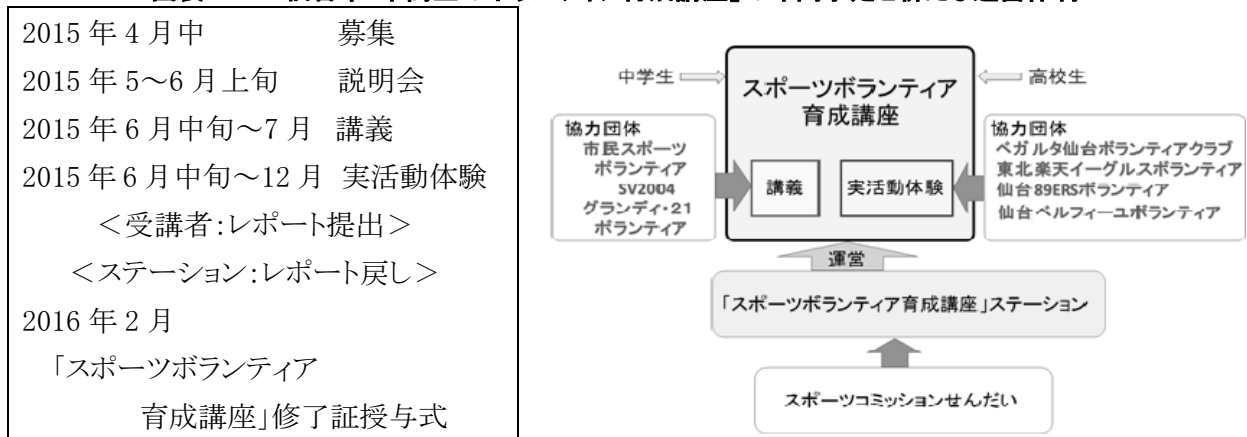 2015 年 4 月中 募集
2015 年 5～6 月上旬 説明会
2015 年 6 月中旬～7 月 講義
2015 年 6 月中旬～12 月 実活動体験
＜受講者:レポート提出＞
＜ステーション:レポート戻し＞
2016 年 2 月
「スポーツボランティア
育成講座」修了証授与式
中学生
高校生
スポーツボランティア
育成講座
協力団体
市民スポーツ
ボランティア
SV2004
グランディ・21
ボランティア
講義
実活動体験
協力団体
ベガルタ仙台ボランティアクラブ
東北楽天イーグルスボランティア
仙台89ERSボランティア
仙台ベルフィーユボランティア
運営
「スポーツボランティア育成講座」ステーション
スポーツコミッションせんだい